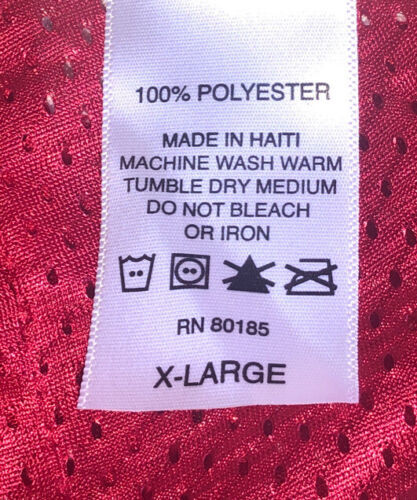 100% POLYESTER
MADE IN HAITI
MACHINE WASH WARM
TUMBLE DRY MEDIUM
DO NOT BLEACH
OR IRON
RN 80185
X-LARGE